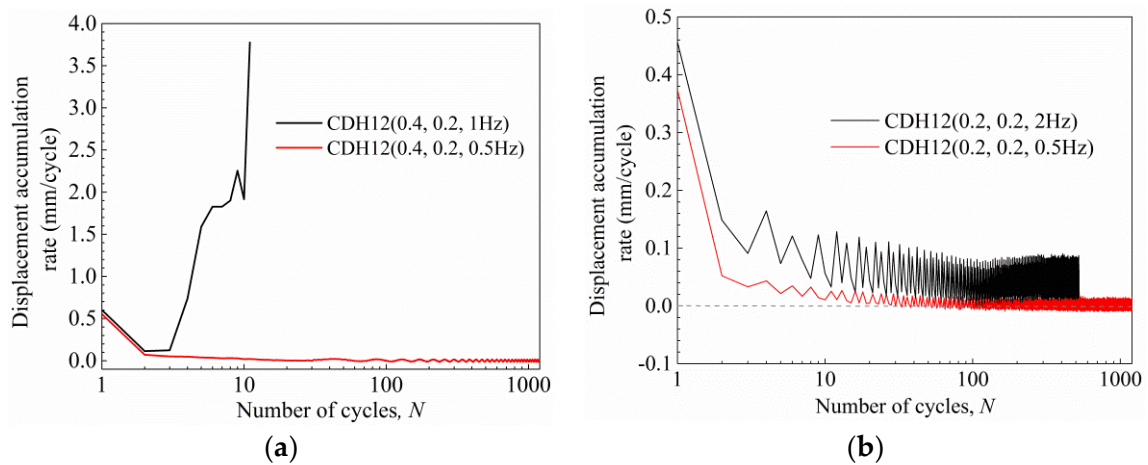 4.0
3.5
3.0
2.5
2.0
1.5
1.0
0.5
0.0
Displacement accumulation
rate (mm/cycle)
CDH12(0.4, 0.2, 1Hz)
CDH12(0.4, 0.2, 0.5Hz)
1 10 100 1000
Number of cycles, N
(a)
0.5
0.4
0.3
0.2
0.1
0.0
-0.1
Displacement accumulation
rate (mm/cycle)
CDH12(0.2, 0.2, 2Hz)
CDH12(0.2, 0.2, 0.5Hz)
1 10 100 1000
Number of cycles, N
(b)